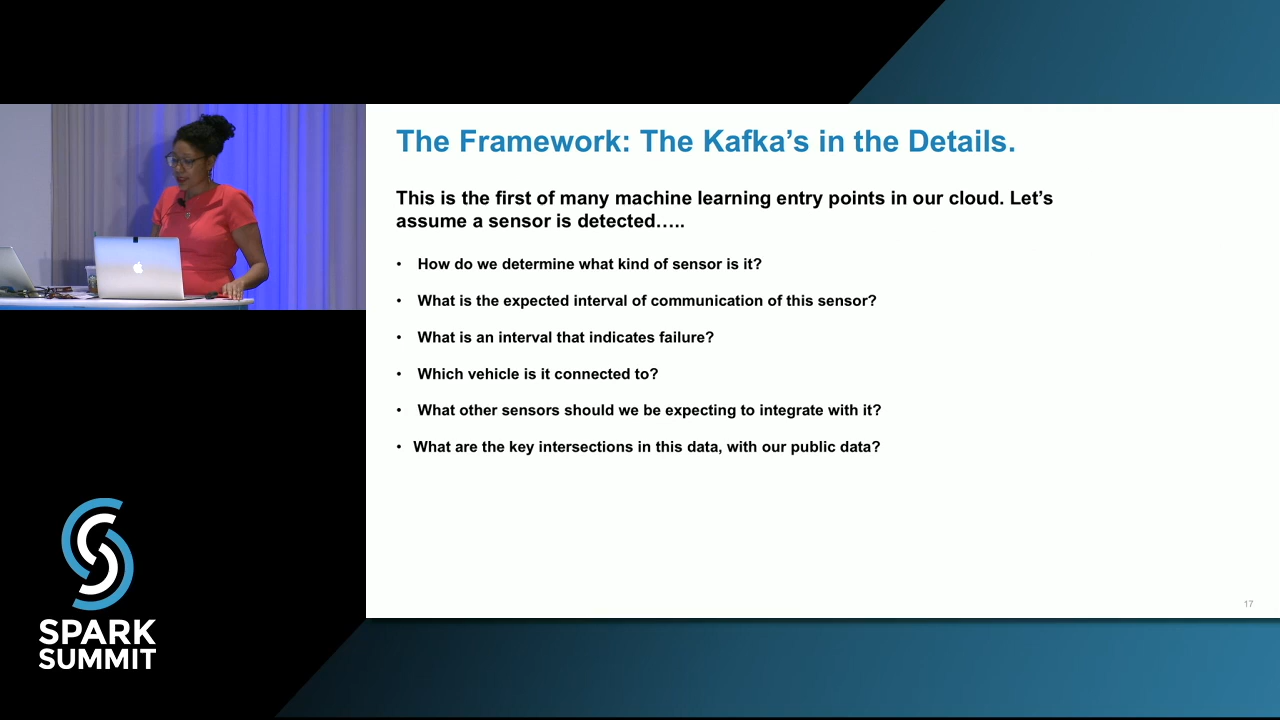 The Framework: The Kafka's in the Details.
This is the first of many machine learning entry points in our cloud. Let's
assume a sensor is detected…..
• How do we determine what kind of sensor is it?
• What is the expected interval of communication of this sensor?
• What is an interval that indicates failure?
• Which vehicle is it connected to?
• What other sensors should we be expecting to integrate with it?
• What are the key intersections in this data, with our public data?
17
SPARK
SUMMIT